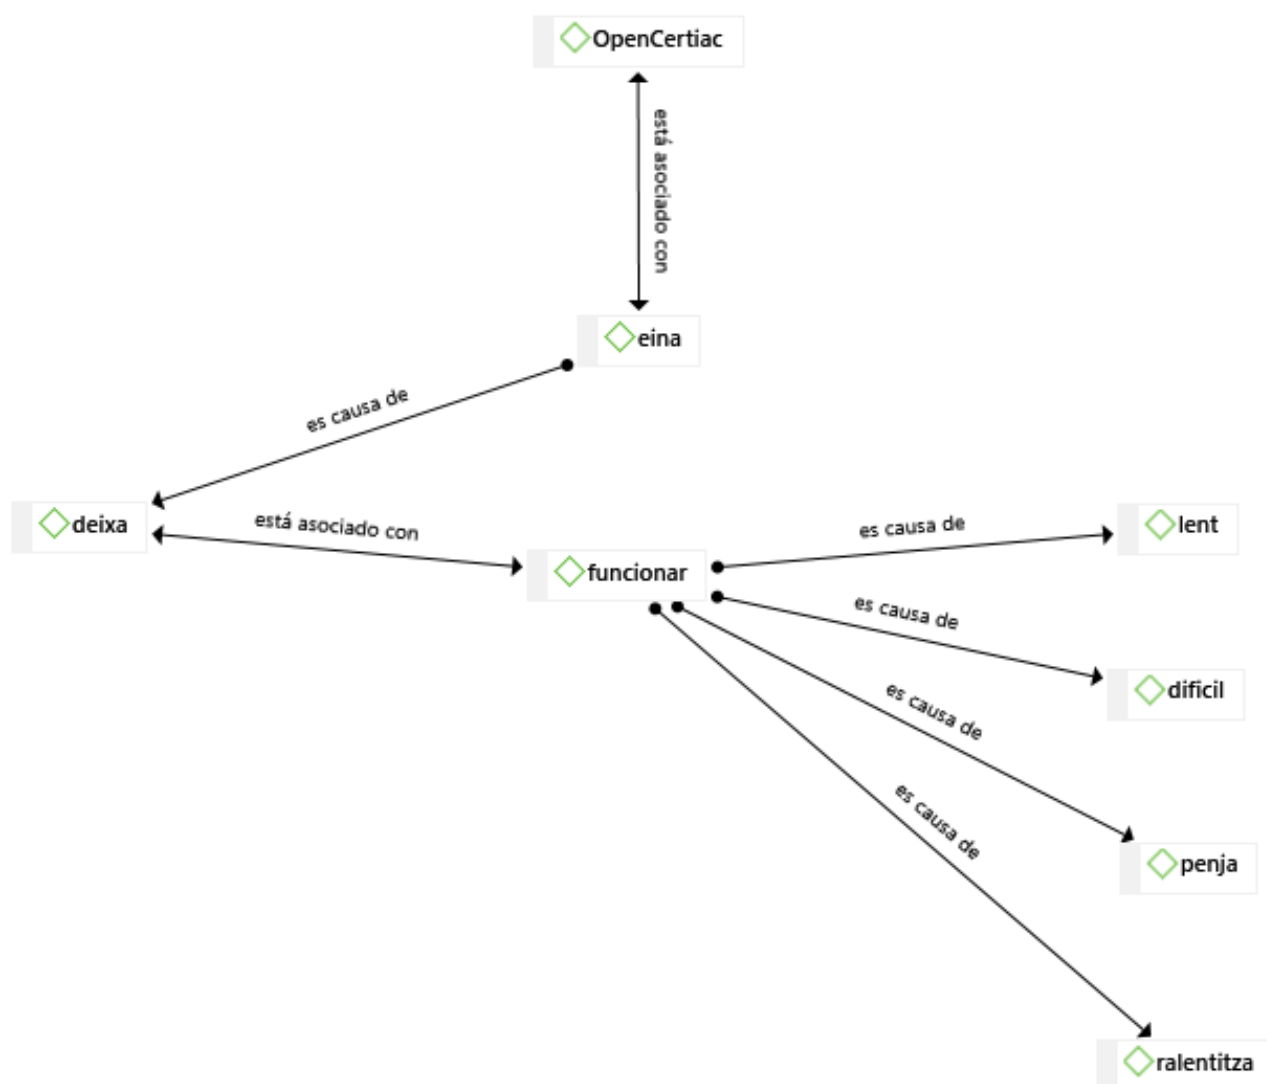 OpenCertiac
está asociado con
eina
es causa de
deixa
está asociado con
funcionar
es causa de
lent
es causa de
dificil
es causa de
penja
es causa de
ralentitza